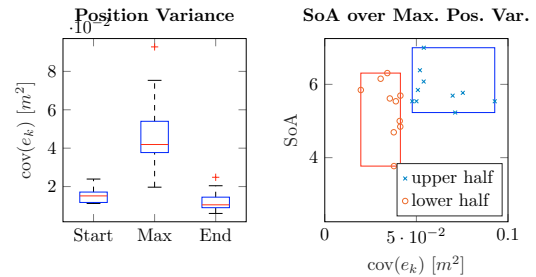 Position Variance
·10⁻²
8
6
4
2
cov(e_k) [m²]
Start Max End
SoA over Max. Pos. Var.
6
4
SoA
upper half
lower half
0 5·10⁻² 0.1
cov(e_k) [m²]